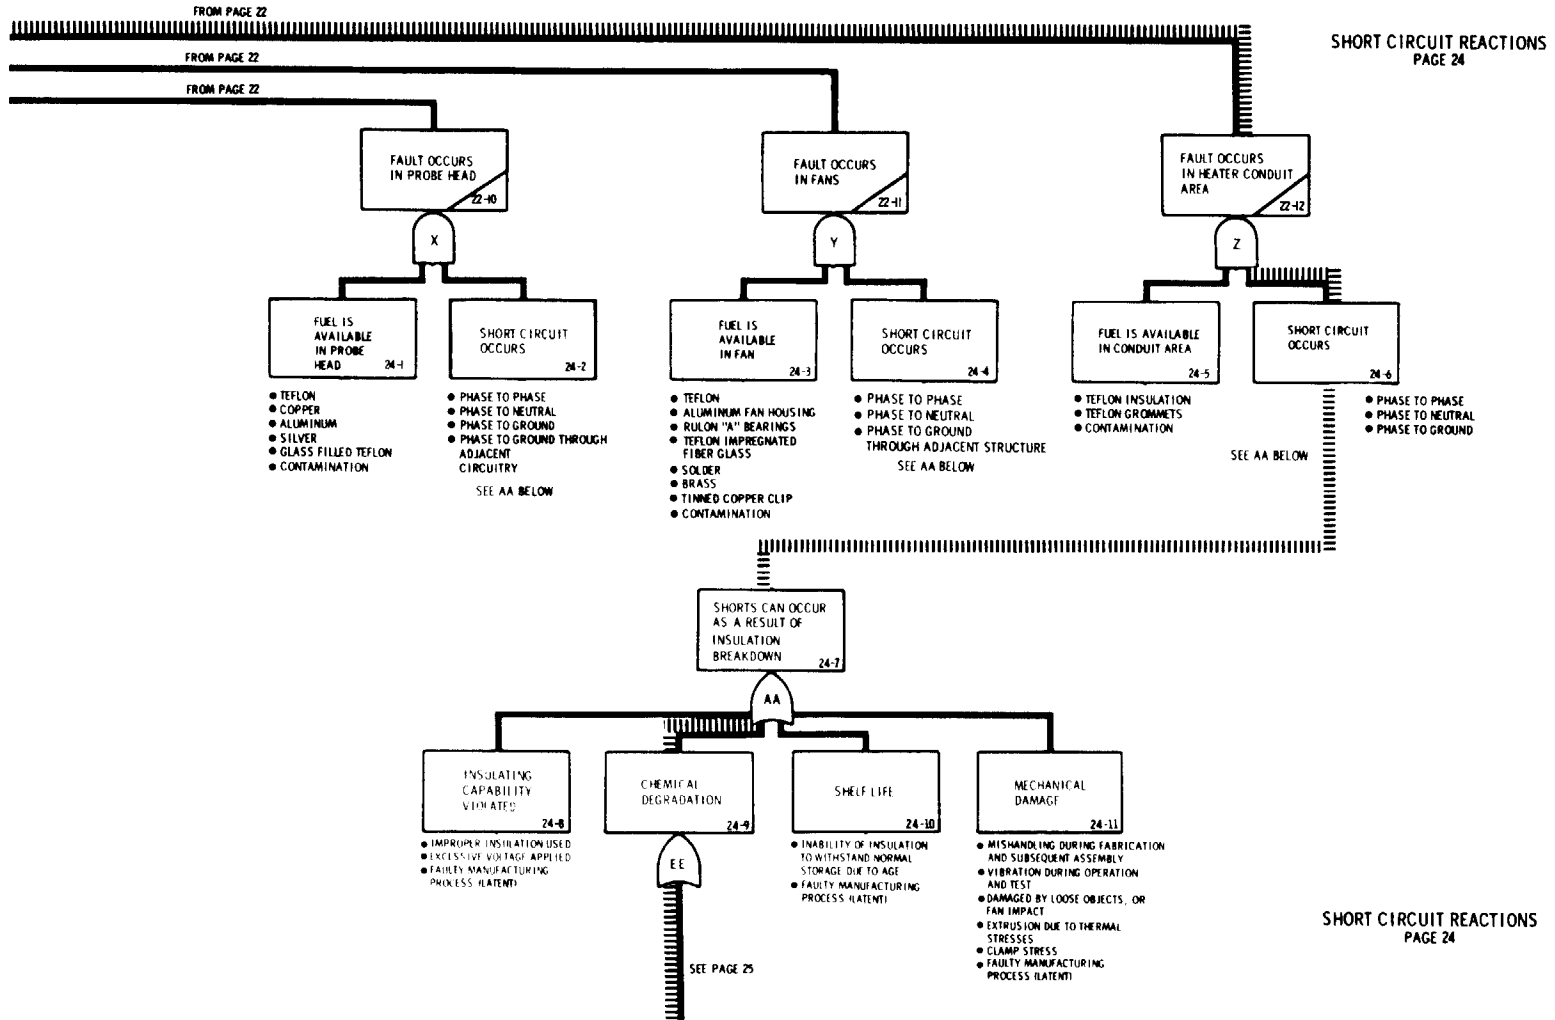 FROM PAGE 22
SHORT CIRCUIT REACTIONS
PAGE 24
FROM PAGE 22
FROM PAGE 22
FAULT OCCURS
IN PROBE HEAD
22-10
FAULT OCCURS
IN FANS
22-11
FAULT OCCURS
IN HEATER CONDUIT
AREA
22-12
X
Y
Z
FUEL IS
AVAILABLE
IN PROBE
HEAD
24-1
SHORT CIRCUIT
OCCURS
24-2
FUEL IS
AVAILABLE
IN FAN
24-3
SHORT CIRCUIT
OCCURS
24-4
FUEL IS AVAILABLE
IN CONDUIT AREA
24-5
SHORT CIRCUIT
OCCURS
24-6
● TEFLON
● COPPER
● ALUMINUM
● SILVER
● GLASS FILLED TEFLON
● CONTAMINATION
● PHASE TO PHASE
● PHASE TO NEUTRAL
● PHASE TO GROUND
● PHASE TO GROUND THROUGH
ADJACENT
CIRCUITRY
SEE AA BELOW
● TEFLON
● ALUMINUM FAN HOUSING
● RULON "A" BEARINGS
● TEFLON IMPREGNATED
FIBER GLASS
● SOLDER
● BRASS
● TINNED COPPER CLIP
● CONTAMINATION
● PHASE TO PHASE
● PHASE TO NEUTRAL
● PHASE TO GROUND
THROUGH ADJACENT STRUCTURE
SEE AA BELOW
● TEFLON INSULATION
● TEFLON GROMMETS
● CONTAMINATION
● PHASE TO PHASE
● PHASE TO NEUTRAL
● PHASE TO GROUND
SEE AA BELOW
SHORTS CAN OCCUR
AS A RESULT OF
INSULATION
BREAKDOWN
24-7
AA
INSULATING
CAPABILITY
VIOLATED
24-8
CHEMICAL
DEGRADATION
24-9
SHELF LIFE
24-10
MECHANICAL
DAMAGE
24-11
● IMPROPER INSULATION USED
● EXCESSIVE VOLTAGE APPLIED
● FAULTY MANUFACTURING
PROCESS (LATENT)
EE
● INABILITY OF INSULATION
TO WITHSTAND NORMAL
STORAGE DUE TO AGE
● FAULTY MANUFACTURING
PROCESS (LATENT)
● MISHANDLING DURING FABRICATION
AND SUBSEQUENT ASSEMBLY
● VIBRATION DURING OPERATION
AND TEST
● DAMAGED BY LOOSE OBJECTS, OR
FAN IMPACT
● EXTRUSION DUE TO THERMAL
STRESSES
● CLAMP STRESS
● FAULTY MANUFACTURING
PROCESS (LATENT)
SEE PAGE 25
SHORT CIRCUIT REACTIONS
PAGE 24